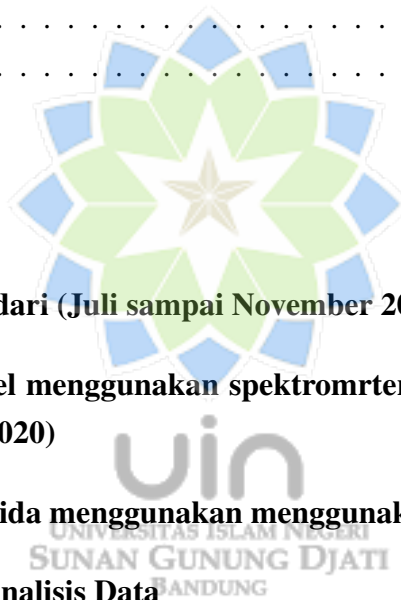 . . . . . . . . . . . . . . . . .
. . . . . . . . . . . . . . . . .
dari (Juli sampai November 20
el menggunakan spektromrter
020)
uin
ida menggunakan menggunak
UNIVERSITAS ISLAM NEGERI
SUNAN GUNUNG DJATI
BANDUNG
nalisis Data